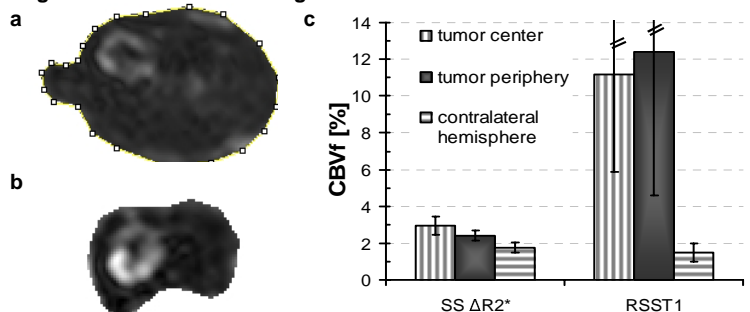 a
b
c
CBVf [%]
14
12
10
8
6
4
2
0
tumor center
tumor periphery
contralateral
hemisphere
SS ΔR2*
RSST1